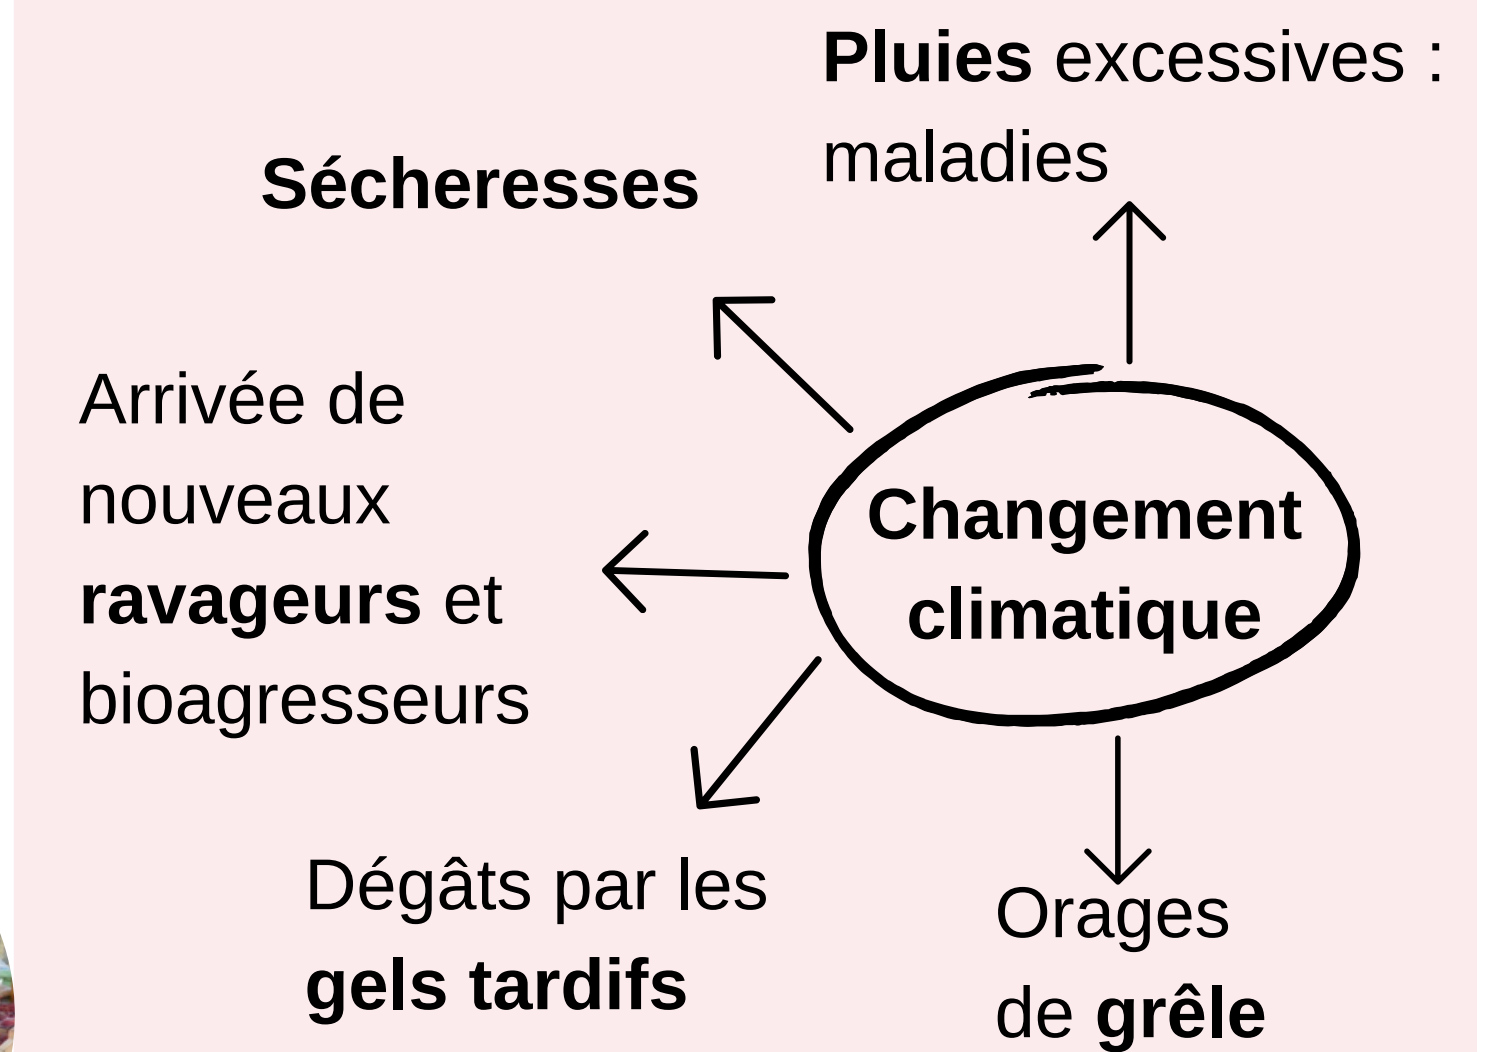 Pluies excessives :
maladies
Sécheresses
Arrivée de
nouveaux
ravageurs et
bioagresseurs
Changement
climatique
Dégâts par les
gels tardifs
Orages
de grêle